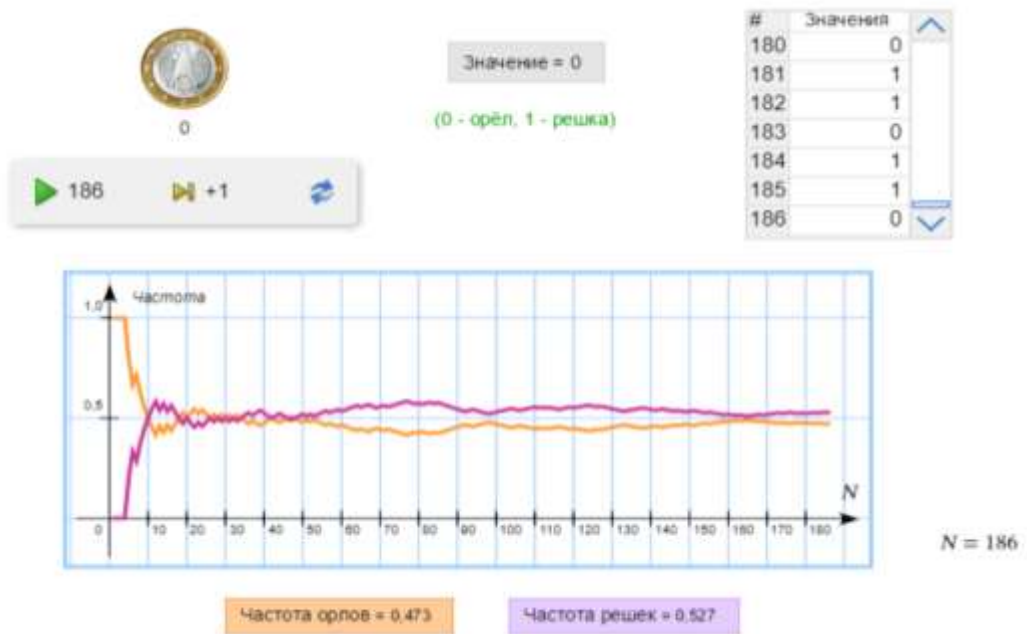 0
Значение = 0
(0 - орёл, 1 - решка)
186 +1
# Значения
180 0
181 1
182 1
183 0
184 1
185 1
186 0
1,0 Частота
0,5
N
0 10 20 30 40 50 60 70 80 90 100 110 120 130 140 150 160 170 180
N = 186
Частота орлов = 0,473
Частота решек = 0,527